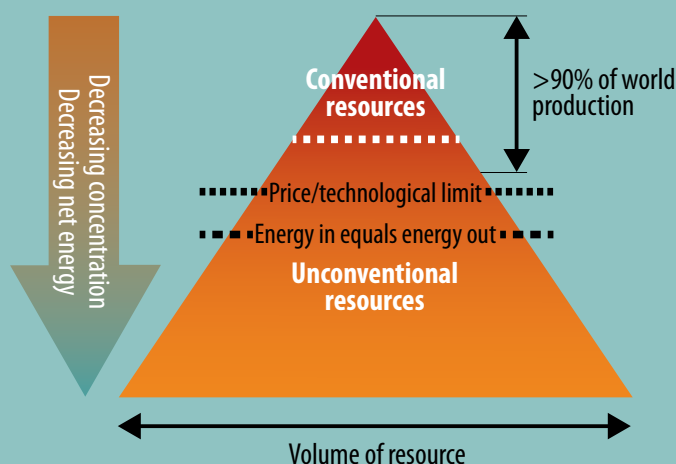 Decreasing concentration
Decreasing net energy
Conventional
resources
>90% of world
production
Price/technological limit
Energy in equals energy out
Unconventional
resources
Volume of resource